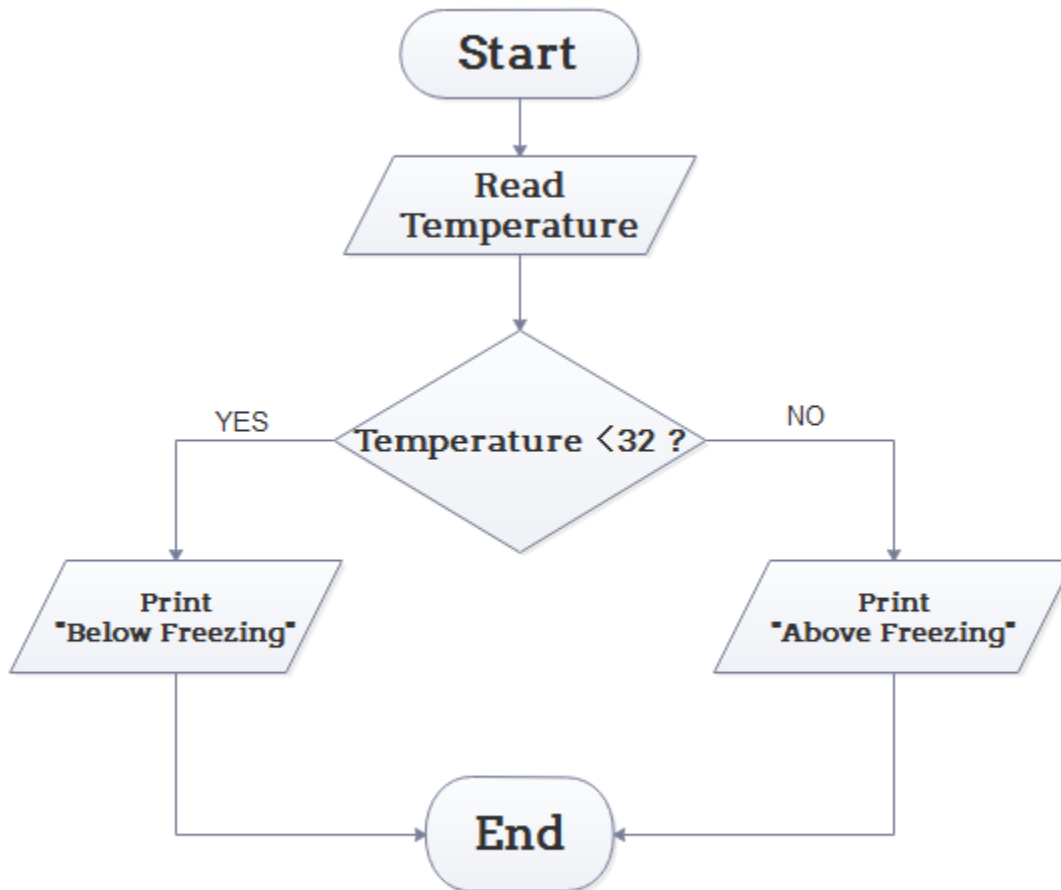 Start
Read
Temperature
YES
Temperature <32 ?
NO
Print
"Below Freezing"
Print
"Above Freezing"
End